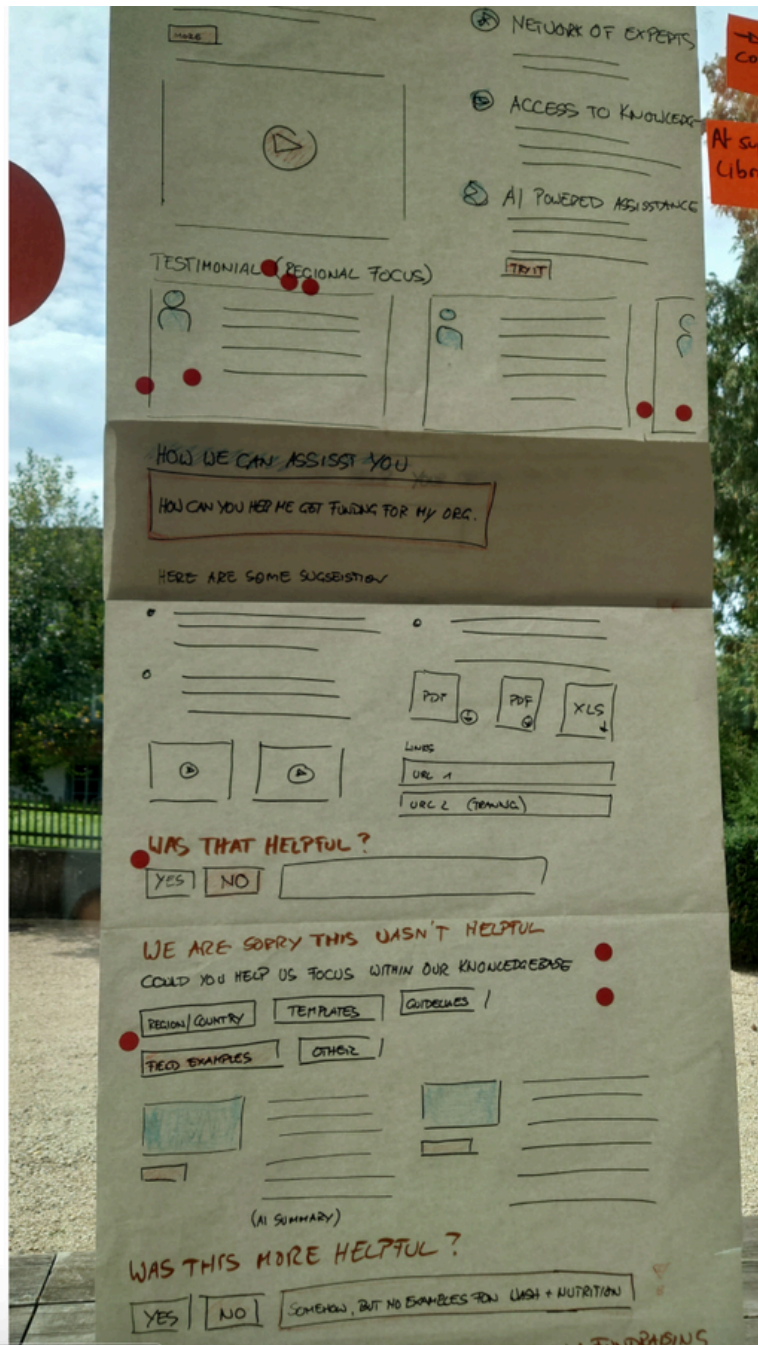 MORE
NETWORK OF EXPERTS
ACCESS TO KNOWLEDGE
AI POWERED ASSISSTANCE
TRY IT
TESTIMONIAL (REGIONAL FOCUS)
HOW WE CAN ASSISST YOU
HOW CAN YOU HELP ME GET FUNDING FOR MY ORG.
HERE ARE SOME SUGSEISTION
PDF
PDF
XLS
LINKS
URL 1
URL 2 (TRAINING)
WAS THAT HELPFUL?
YES
NO
WE ARE SORRY THIS WASN'T HELPFUL
COULD YOU HELP US FOCUS WITHIN OUR KNOWLEDGEBASE
REGION/COUNTRY
TEMPLATES
GUIDELINES
FIELD EXAMPLES
OTHER
(AI SUMMARY)
WAS THIS MORE HELPFUL?
YES
NO
SOMEHOW, BUT NO EXAMPLES FOR WASH + NUTRITION
FUNDRAISING